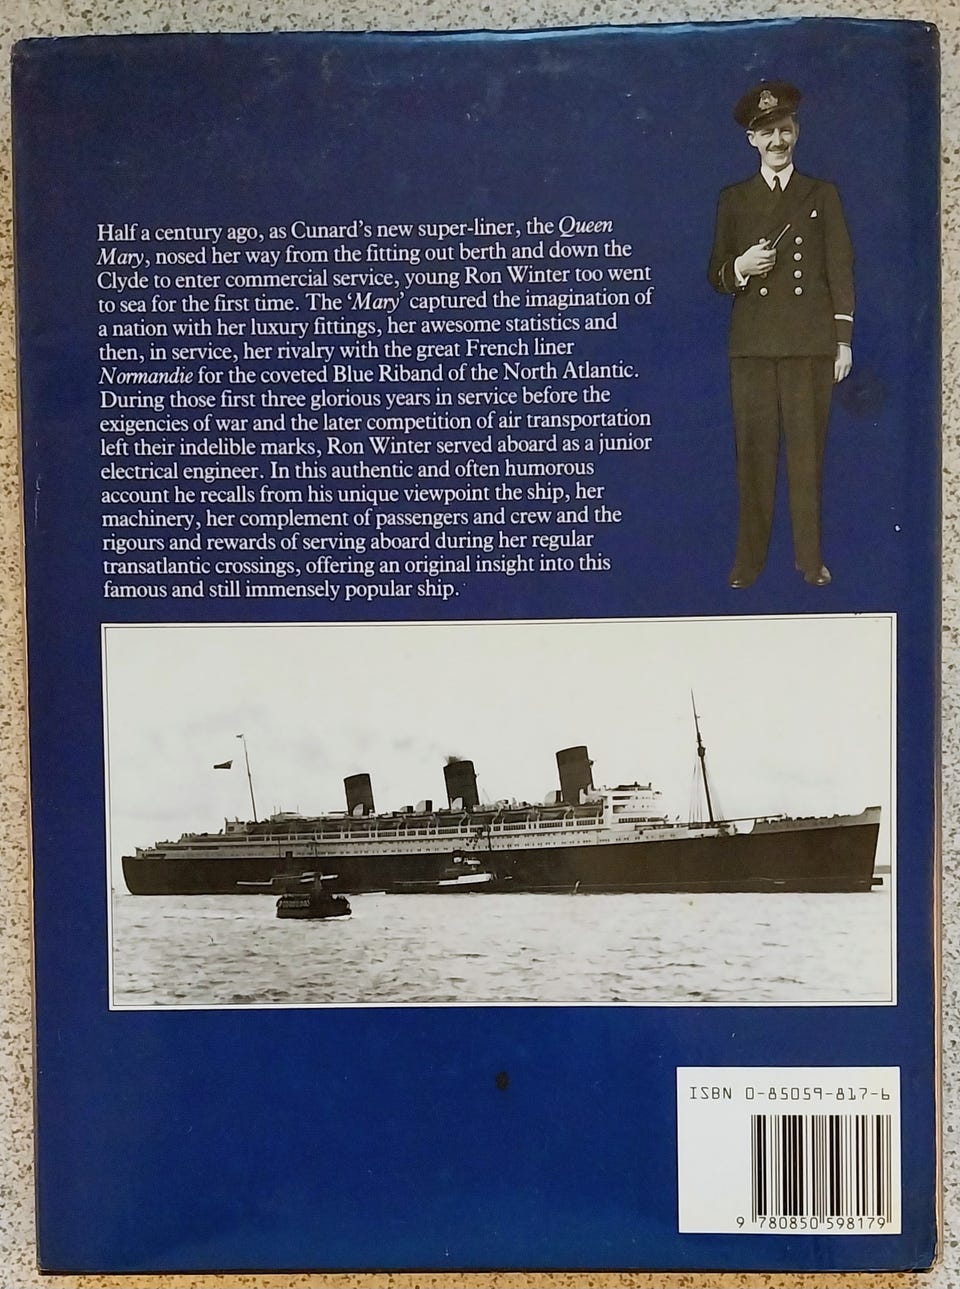 Half a century ago, as Cunard's new super-liner, the Queen
Mary, nosed her way from the fitting out berth and down the
Clyde to enter commercial service, young Ron Winter too went
to sea for the first time. The 'Mary' captured the imagination of
a nation with her luxury fittings, her awesome statistics and
then, in service, her rivalry with the great French liner
Normandie for the coveted Blue Riband of the North Atlantic.
During those first three glorious years in service before the
exigencies of war and the later competition of air transportation
left their indelible marks, Ron Winter served aboard as a junior
electrical engineer. In this authentic and often humorous
account he recalls from his unique viewpoint the ship, her
machinery, her complement of passengers and crew and the
rigours and rewards of serving aboard during her regular
transatlantic crossings, offering an original insight into this
famous and still immensely popular ship.
ISBN 0-85059-817-6
9 780850 598179